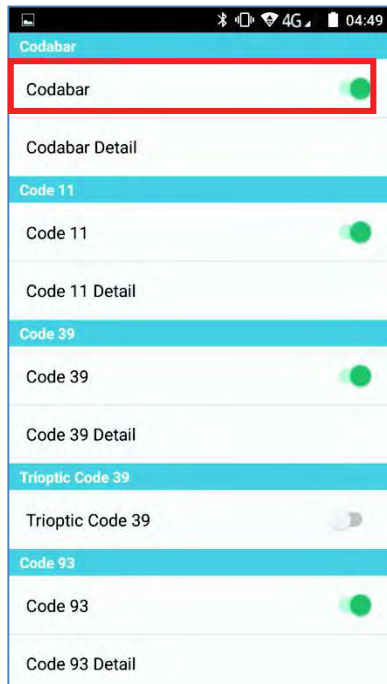 4G 04:49
Codabar
Codabar
Codabar Detail
Code 11
Code 11
Code 11 Detail
Code 39
Code 39
Code 39 Detail
Trioptic Code 39
Trioptic Code 39
Code 93
Code 93
Code 93 Detail